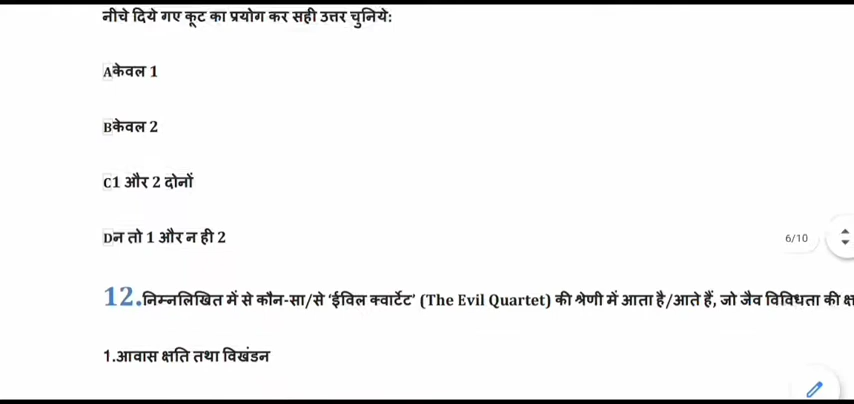 नीचे दिये गए कूट का प्रयोग कर सही उत्तर चुनिये:
Aकेवल 1
Bकेवल 2
C1 और 2 दोनों
Dन तो 1 और न ही 2
6/10
12.निम्नलिखित में से कौन-सा/से ‘ईविल क्वार्टेट’ (The Evil Quartet) की श्रेणी में आता है/आते हैं, जो जैव विविधता की
1.आवास क्षति तथा विखंडन